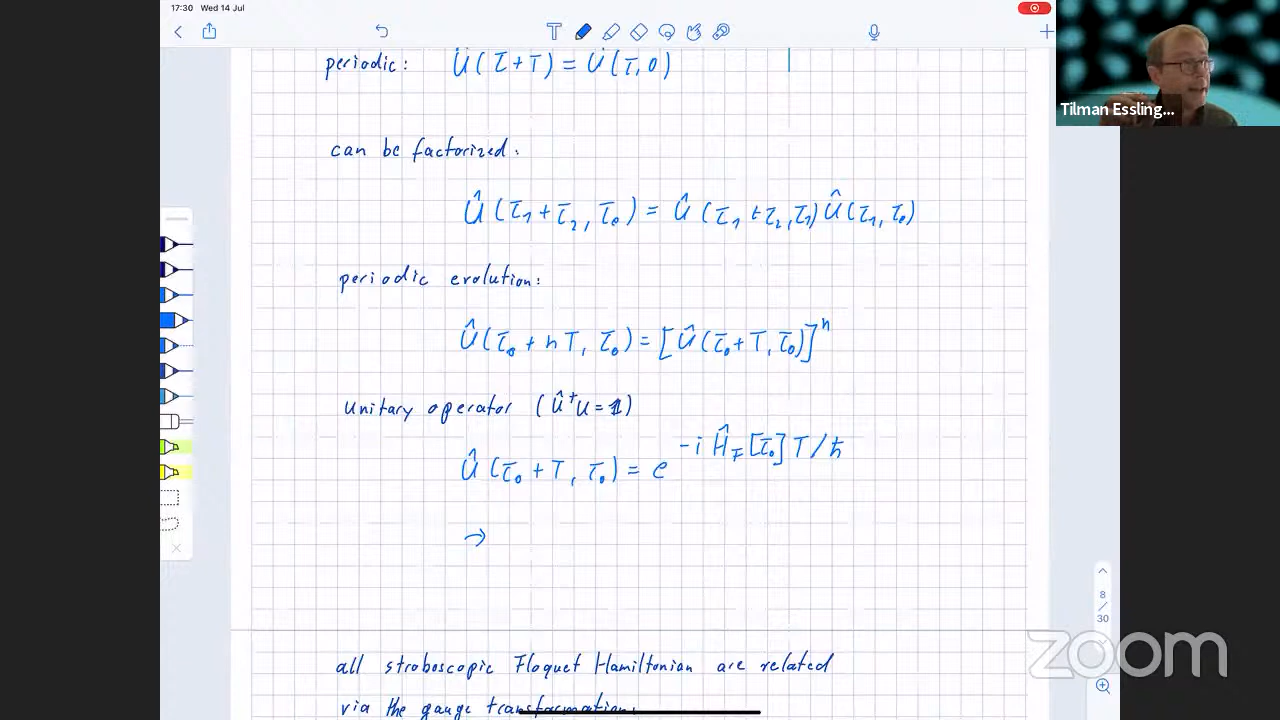 17:30 Wed 14 Jul
periodic: Û(τ+T) = Û(τ,0)
Tilman Essling...
can be factorized:
Û(τ₁+τ₂, τ₀) = Û(τ₁+τ₂,τ₁)Û(τ₁,τ₀)
periodic evolution:
Û(τ₀ + nT, τ₀) = [Û(τ₀+T, τ₀)]ⁿ
Unitary operator (Û⁺U=1)
Û(τ₀ + T, τ₀) = e^{-i Ĥ_F[τ₀] T/ħ}
→
8
/
30
zoom
all stroboscopic Floquet Hamiltonian are related
via the gauge transformation: